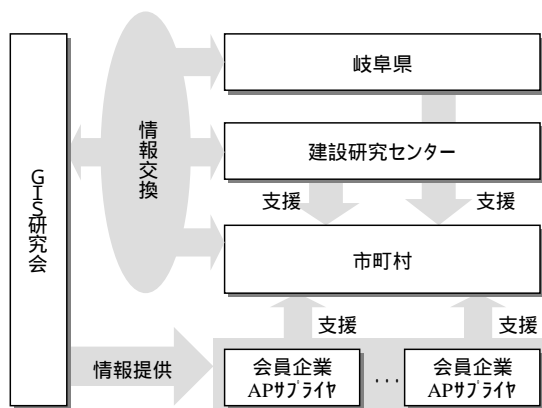 GIS研究会
情報交換
岐阜県
建設研究センター
支援
支援
市町村
支援
支援
情報提供
会員企業
APｻﾌﾟﾗｲﾔ
...
会員企業
APｻﾌﾟﾗｲﾔ